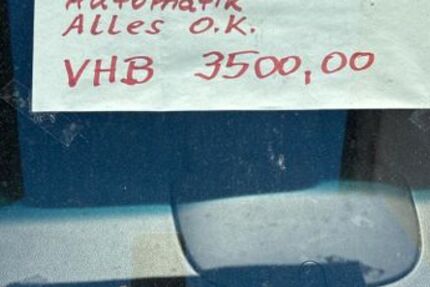 Automatik
Alles O.K.
VHB 3500,00